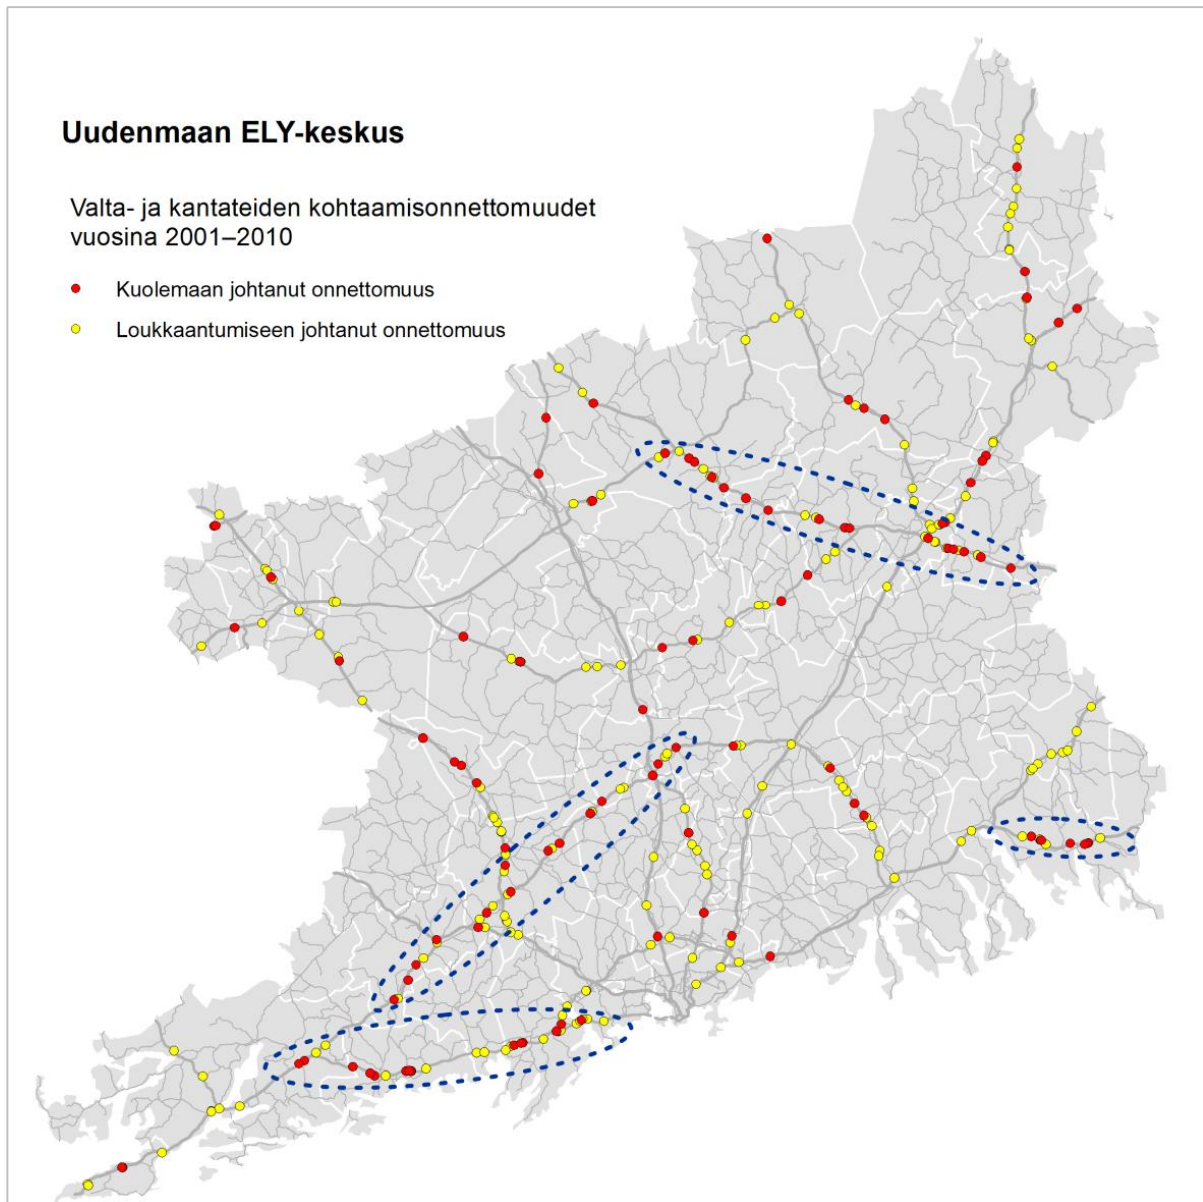 Uudenmaan ELY-keskus
Valta- ja kantateiden kohtaamisonnettomuudet
vuosina 2001–2010
Kuolemaan johtanut onnettomuus
Loukkaantumiseen johtanut onnettomuus